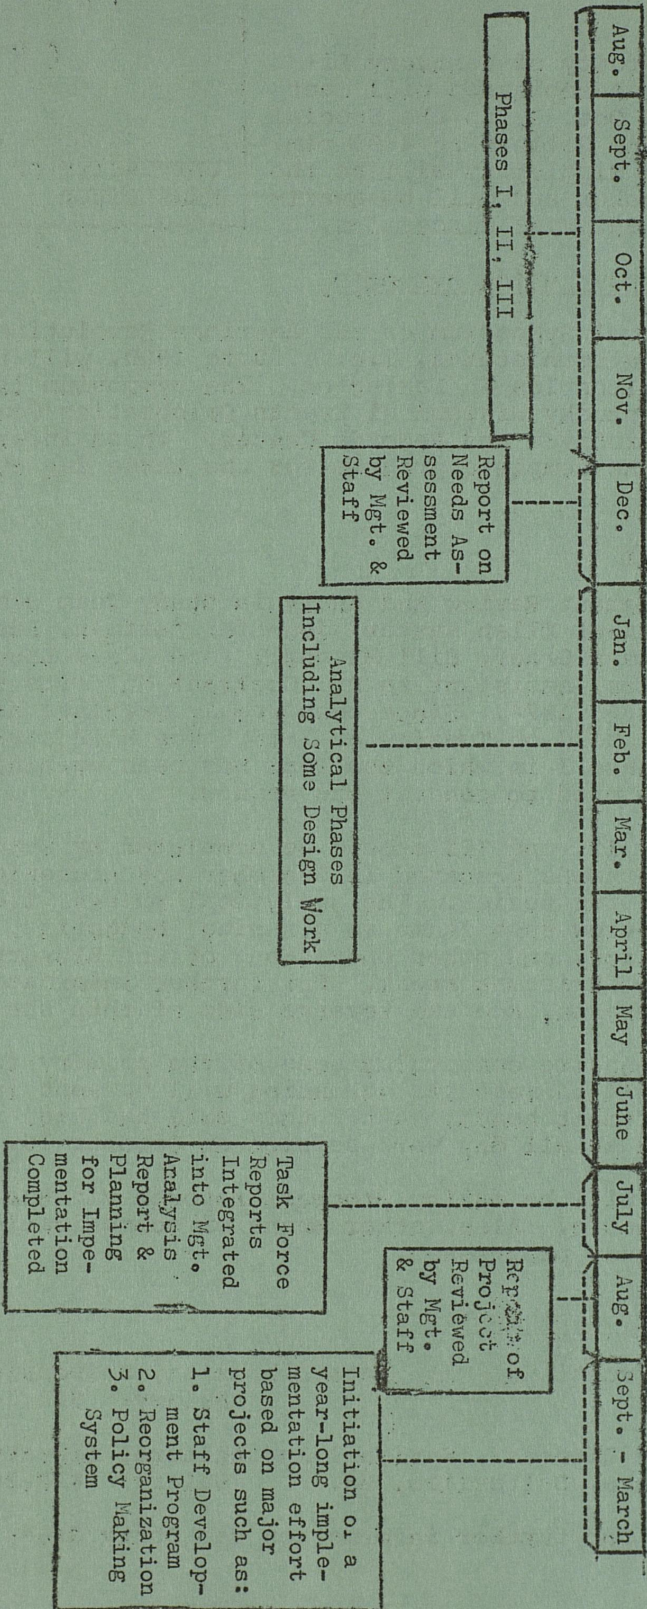 Aug. Sept. Oct. Nov. Dec. Jan. Feb. Mar. April May June July Aug. Sept. - March
Phases I, II, III
Report on
Needs As-
sessment
Reviewed
by Mgt. &
Staff
Analytical Phases
Including Some Design Work
Task Force
Reports
Integrated
into Mgt.
Analysis
Report &
Planning
for Impe-
mentation
Completed
of
Project
Reviewed
by Mgt.
& Staff
Initiation of a
year-long imple-
mentation effort
based on major
projects such as:
1. Staff Develop-
ment Program
2. Reorganization
3. Policy Making
System